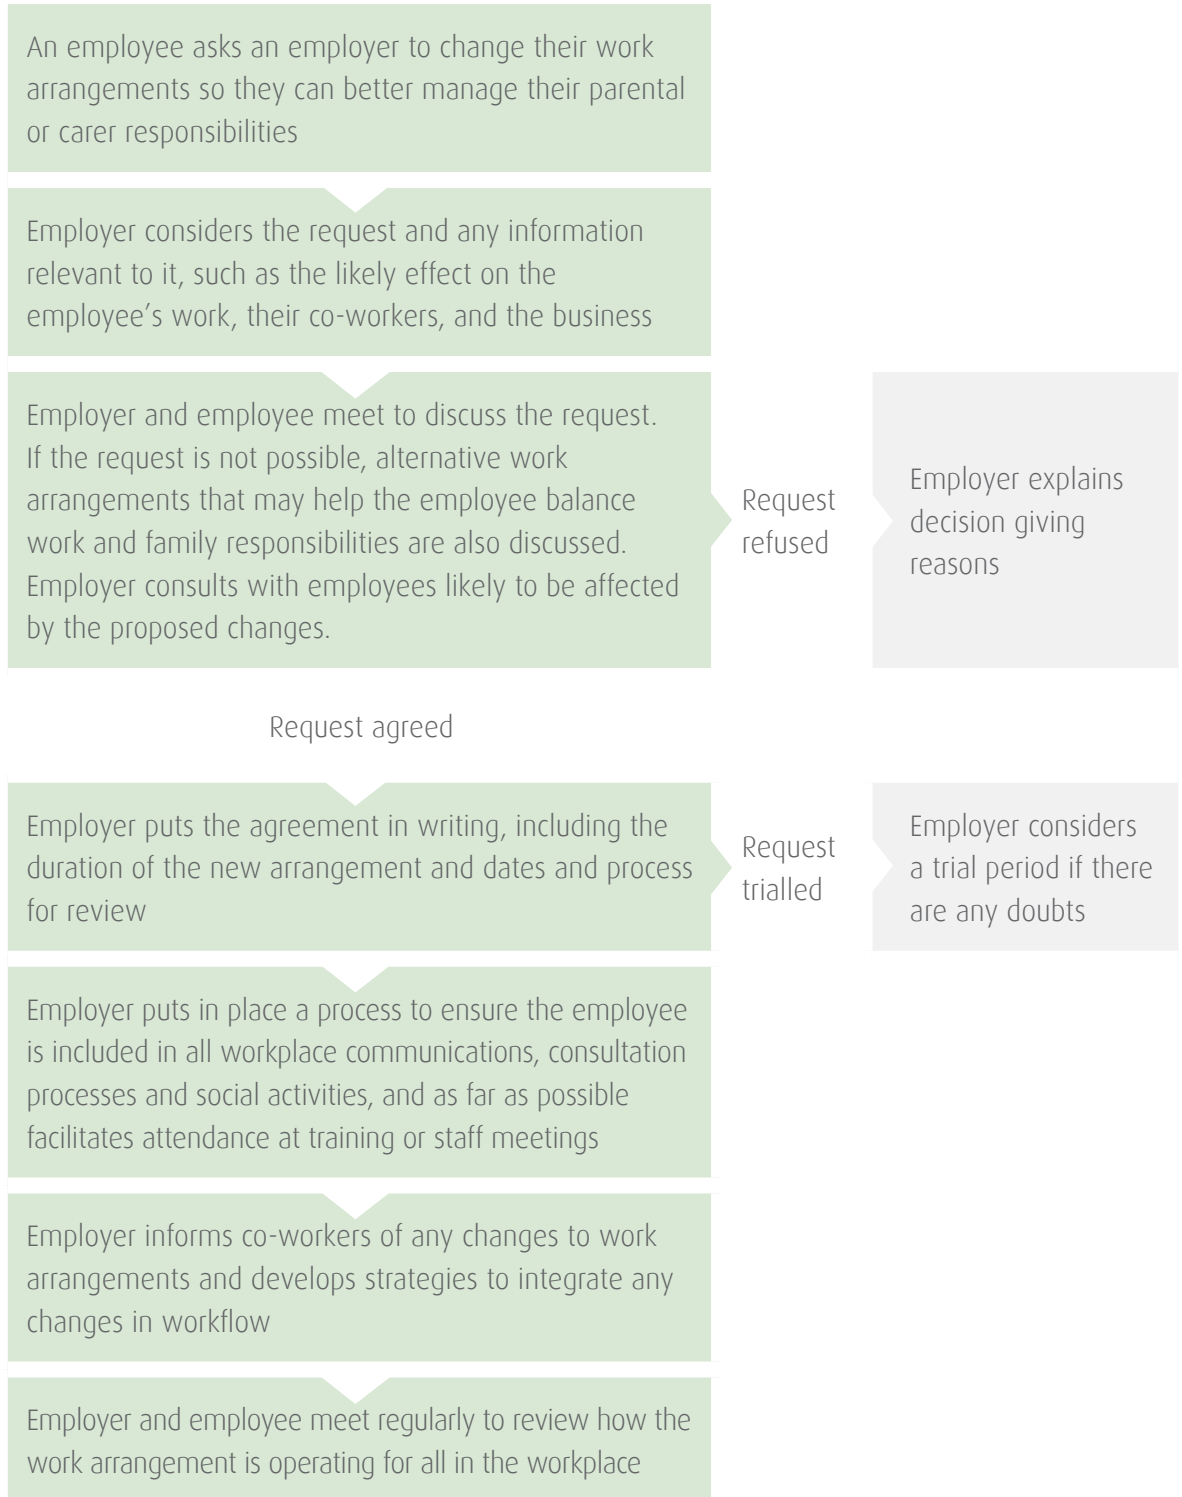 An employee asks an employer to change their work
arrangements so they can better manage their parental
or carer responsibilities
Employer considers the request and any information
relevant to it, such as the likely effect on the
employee’s work, their co-workers, and the business
Employer and employee meet to discuss the request.
If the request is not possible, alternative work
arrangements that may help the employee balance
work and family responsibilities are also discussed.
Employer consults with employees likely to be affected
by the proposed changes.
Request
refused
Employer explains
decision giving
reasons
Request agreed
Employer puts the agreement in writing, including the
duration of the new arrangement and dates and process
for review
Request
trialled
Employer considers
a trial period if there
are any doubts
Employer puts in place a process to ensure the employee
is included in all workplace communications, consultation
processes and social activities, and as far as possible
facilitates attendance at training or staff meetings
Employer informs co-workers of any changes to work
arrangements and develops strategies to integrate any
changes in workflow
Employer and employee meet regularly to review how the
work arrangement is operating for all in the workplace